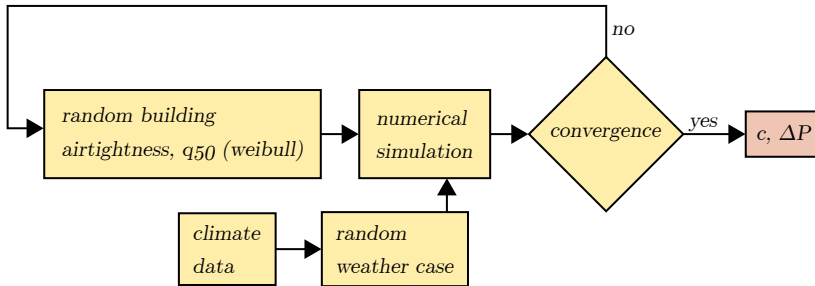 no
random building
airtightness, q50 (weibull)
numerical
simulation
convergence
yes
c, ΔP
climate
data
random
weather case